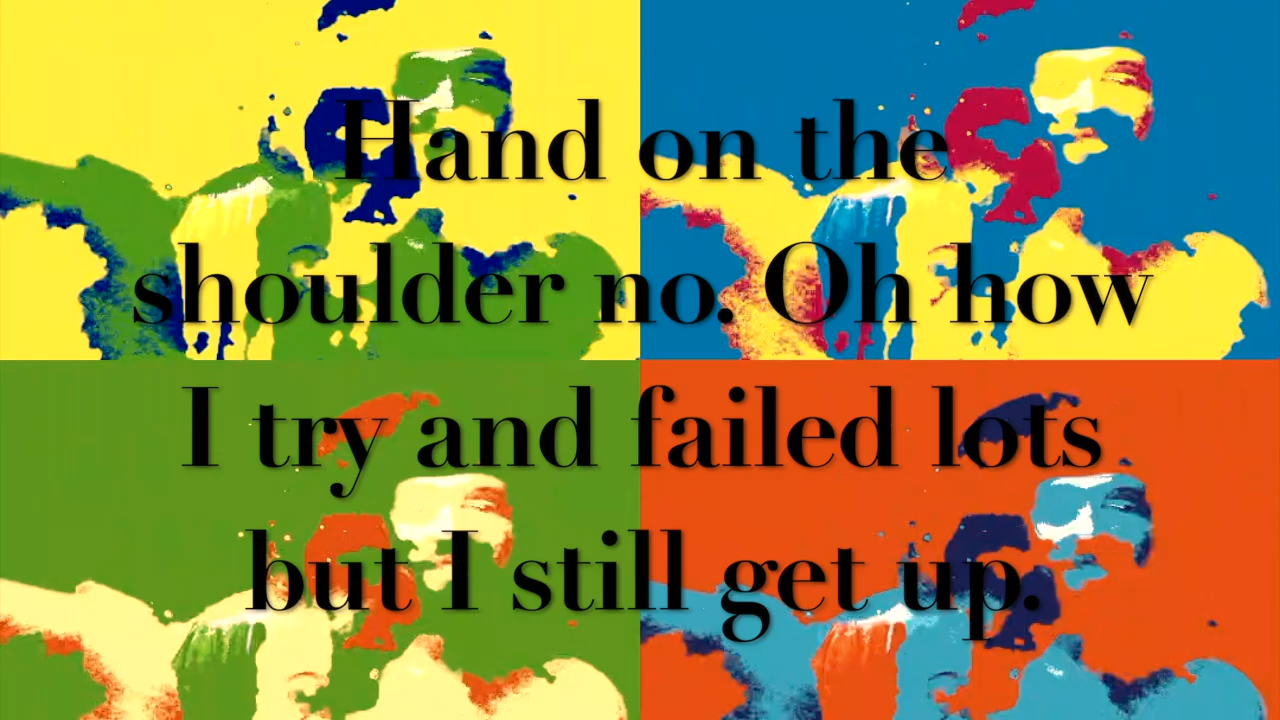 Hand on the
shoulder no. Oh how
I try and failed lots
but I still get up.